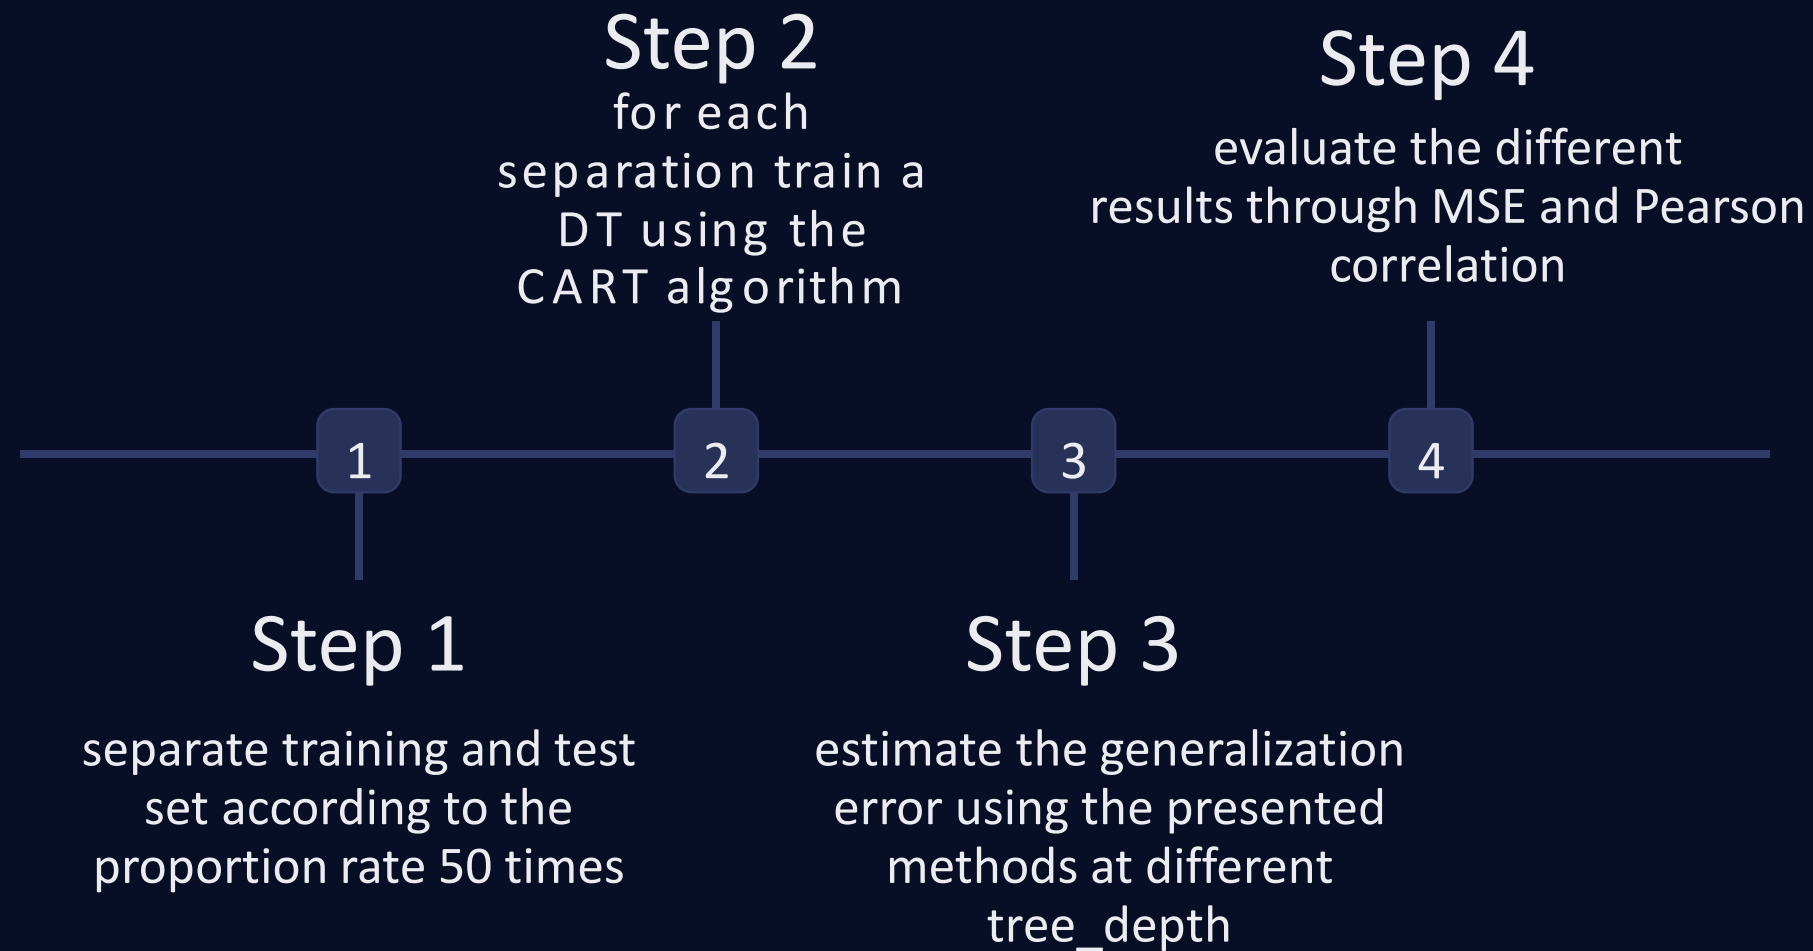 Step 2
for each
separation train a
DT using the
CART algorithm
Step 4
evaluate the different
results through MSE and Pearson
correlation
1
2
3
4
Step 1
separate training and test
set according to the
proportion rate 50 times
Step 3
estimate the generalization
error using the presented
methods at different
tree_depth